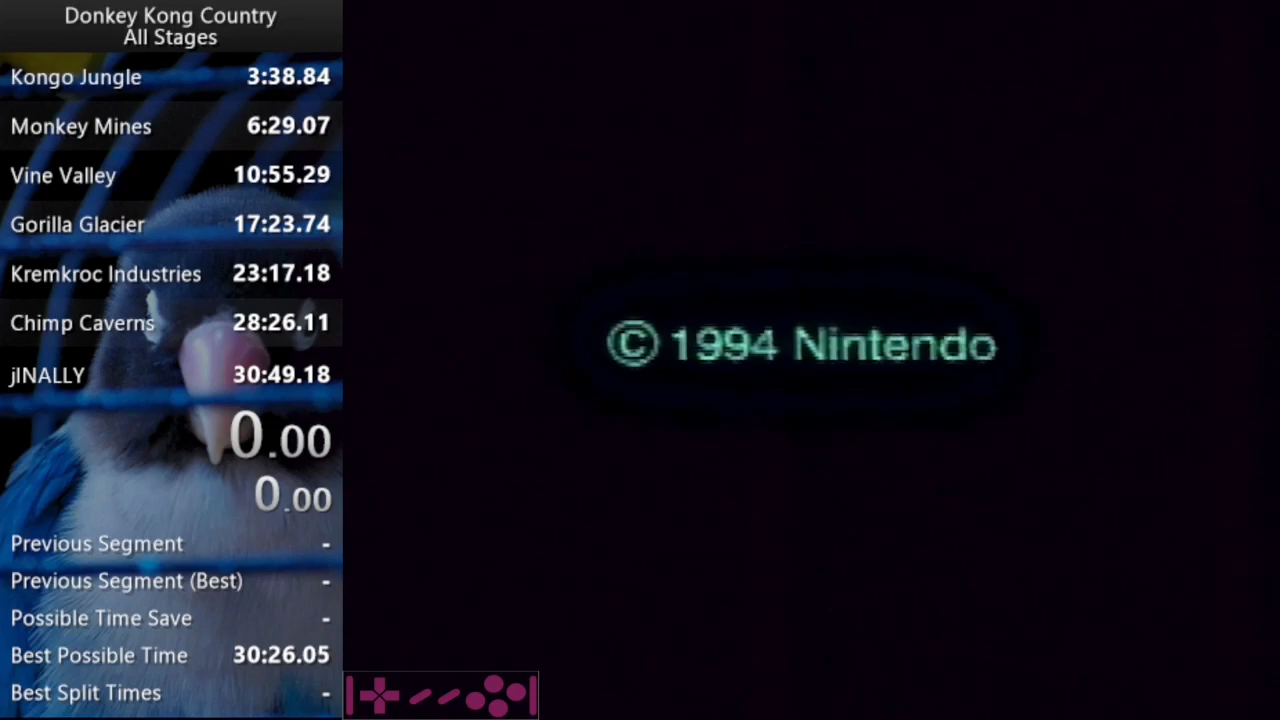 Donkey Kong Country
All Stages
Kongo Jungle 3:38.84
Monkey Mines 6:29.07
Vine Valley 10:55.29
Gorilla Glacier 17:23.74
Kremkroc Industries 23:17.18
Chimp Caverns 28:26.11
jINALLY 30:49.18
0.00
0.00
Previous Segment -
Previous Segment (Best) -
Possible Time Save -
Best Possible Time 30:26.05
Best Split Times -
© 1994 Nintendo